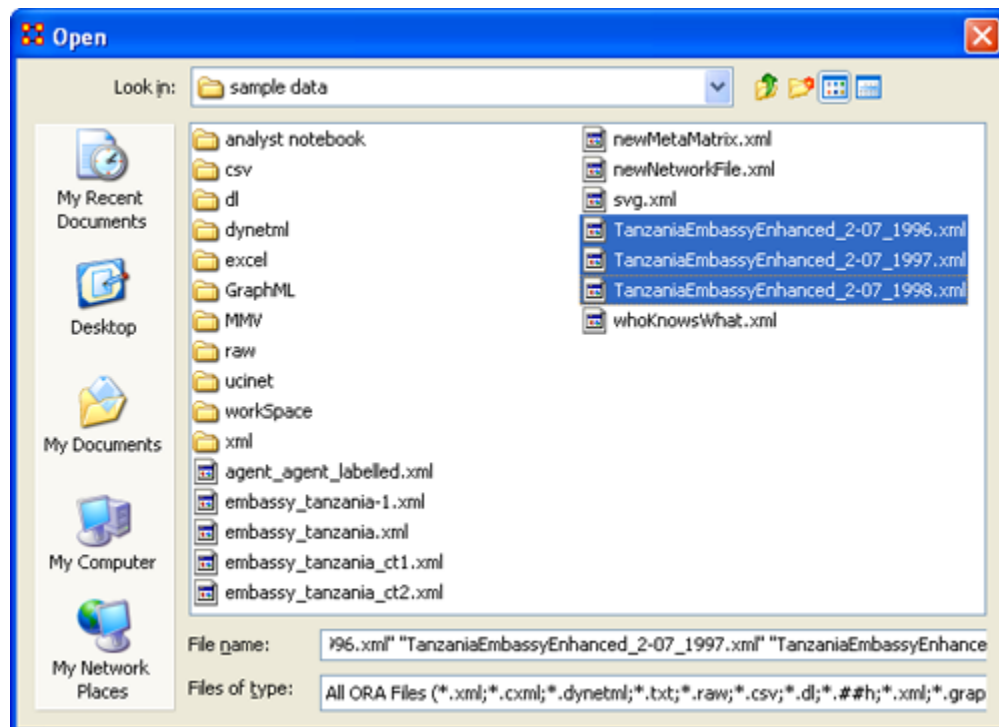 Open
Look in:
sample data
My Recent
Documents
Desktop
My Documents
My Computer
My Network
Places
analyst notebook
csv
dl
dynetml
excel
GraphML
MMV
raw
ucinet
workSpace
xml
agent_agent_labelled.xml
embassy_tanzania-1.xml
embassy_tanzania.xml
embassy_tanzania_ct1.xml
embassy_tanzania_ct2.xml
newMetaMatrix.xml
newNetworkFile.xml
svg.xml
TanzaniaEmbassyEnhanced_2-07_1996.xml
TanzaniaEmbassyEnhanced_2-07_1997.xml
TanzaniaEmbassyEnhanced_2-07_1998.xml
whoKnowsWhat.xml
File name:
96.xml" "TanzaniaEmbassyEnhanced_2-07_1997.xml" "TanzaniaEmbassyEnhance
Files of type:
All ORA Files (*.xml;*.cxml;*.dynetml;*.txt;*.raw;*.csv;*.dl;*.##h;*.xml;*.grap